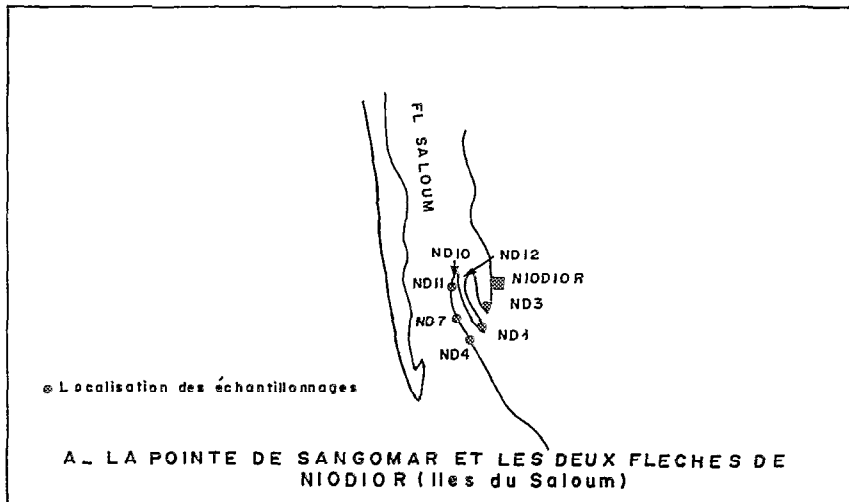 FL SALOUM
ND10
ND12
ND11
NIODIOR
ND3
ND7
ND1
ND4
Localisation des échantillonnages
A_ LA POINTE DE SANGOMAR ET LES DEUX FLECHES DE
NIODIOR (Iles du Saloum)